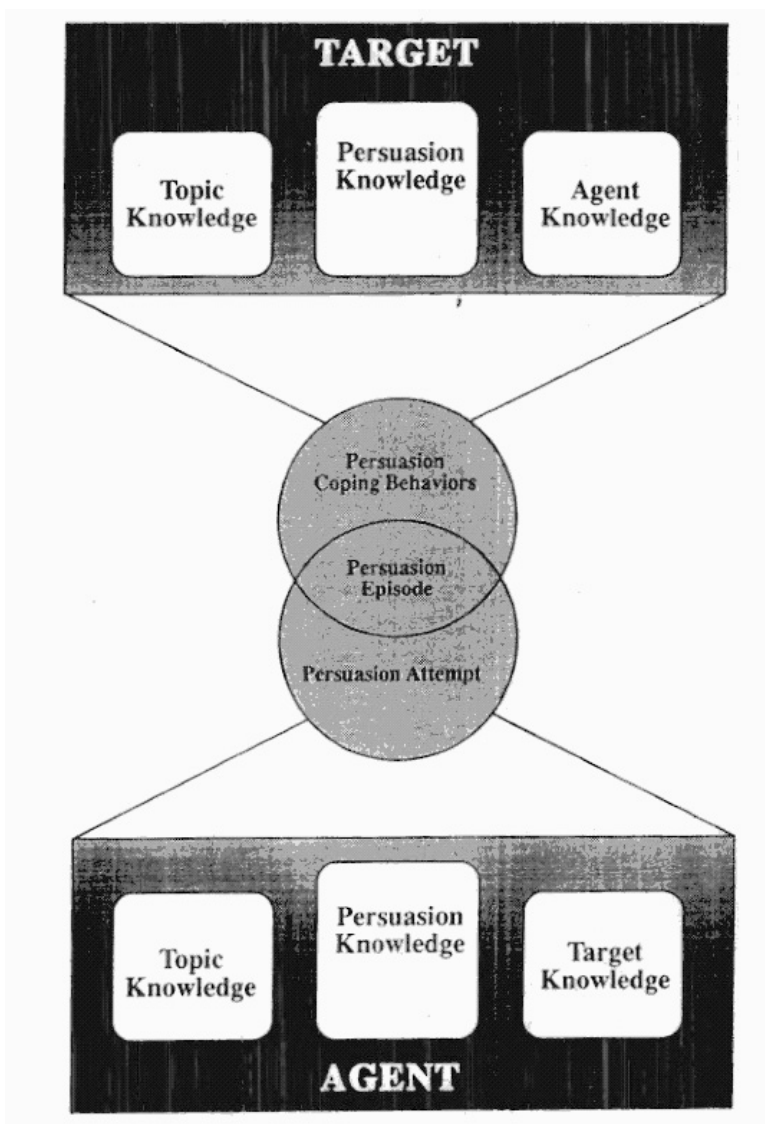 TARGET
Topic
Knowledge
Persuasion
Knowledge
Agent
Knowledge
Persuasion
Coping Behaviors
Persuasion
Episode
Persuasion Attempt
Topic
Knowledge
Persuasion
Knowledge
Target
Knowledge
AGENT